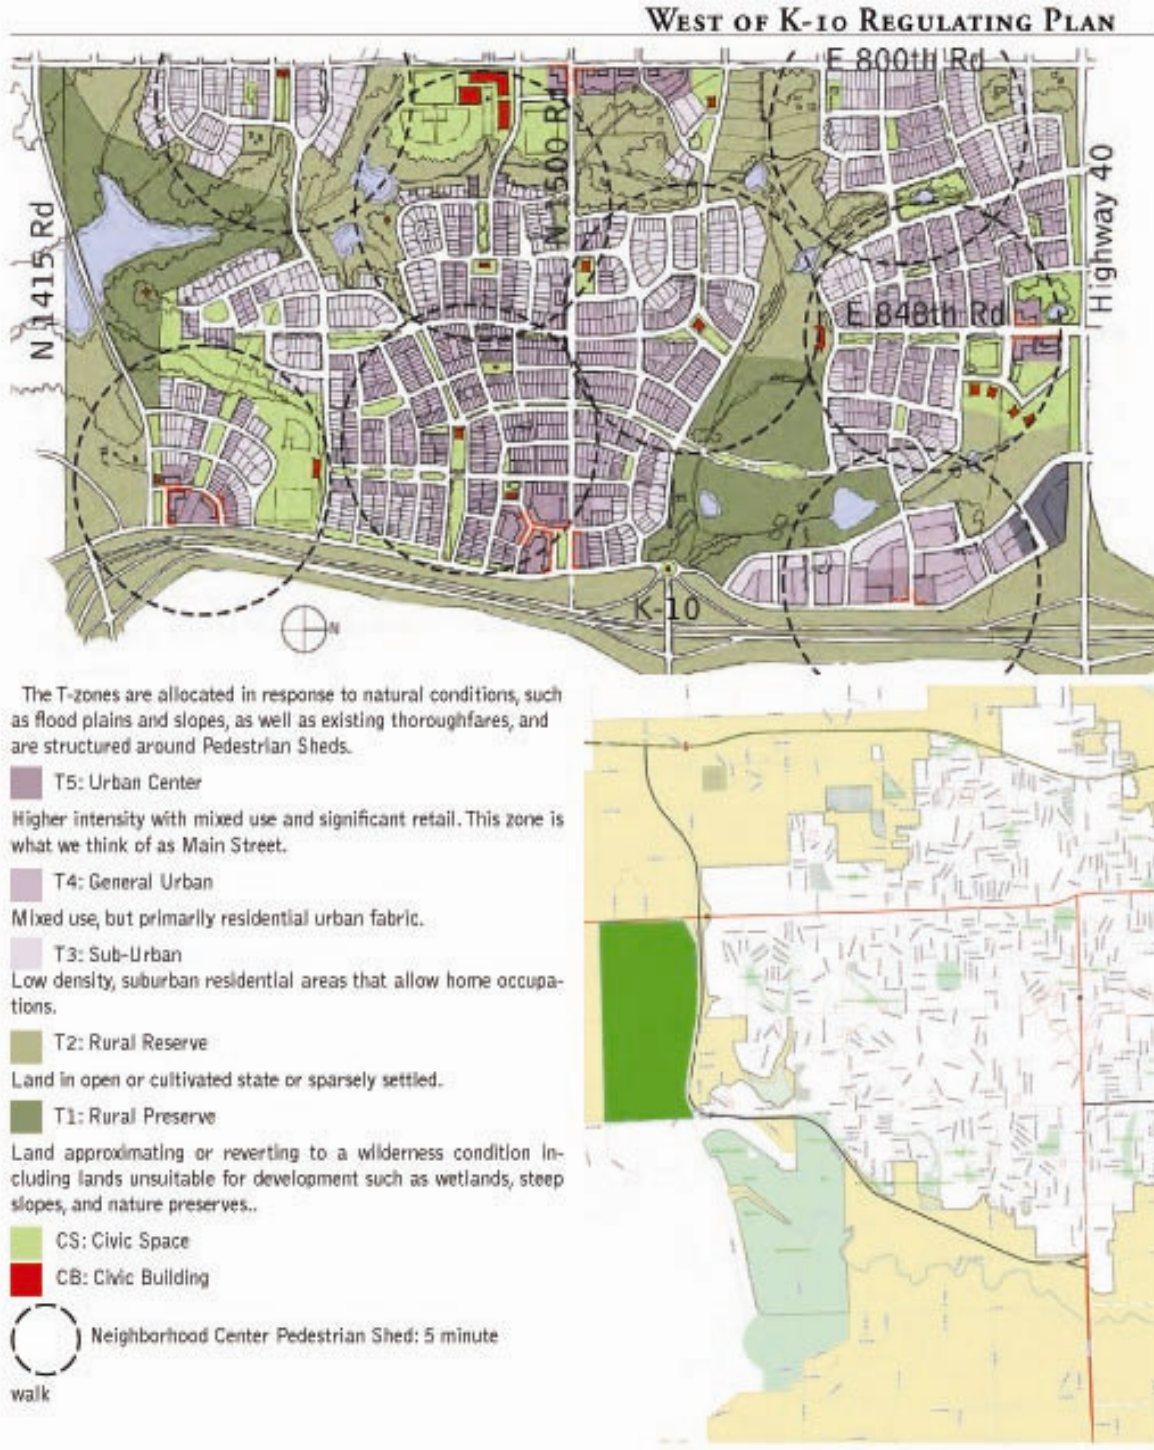 WEST OF K-10 REGULATING PLAN
E 800th Rd
N 1500 Rd
Highway 40
N 1415 Rd
E 848th Rd
K-10
N
The T-zones are allocated in response to natural conditions, such
as flood plains and slopes, as well as existing thoroughfares, and
are structured around Pedestrian Sheds.
T5: Urban Center
Higher intensity with mixed use and significant retail. This zone is
what we think of as Main Street.
T4: General Urban
Mixed use, but primarily residential urban fabric.
T3: Sub-Urban
Low density, suburban residential areas that allow home occupa-
tions.
T2: Rural Reserve
Land in open or cultivated state or sparsely settled.
T1: Rural Preserve
Land approximating or reverting to a wilderness condition in-
cluding lands unsuitable for development such as wetlands, steep
slopes, and nature preserves..
CS: Civic Space
CB: Civic Building
Neighborhood Center Pedestrian Shed: 5 minute
walk